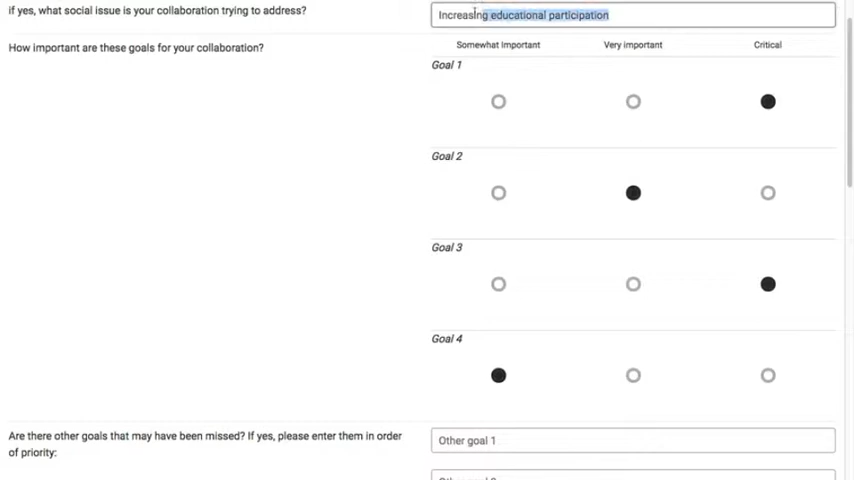 if yes, what social issue is your collaboration trying to address?
Increasing educational participation
How important are these goals for your collaboration?
Somewhat Important
Very important
Critical
Goal 1
Goal 2
Goal 3
Goal 4
Are there other goals that may have been missed? If yes, please enter them in order
of priority:
Other goal 1